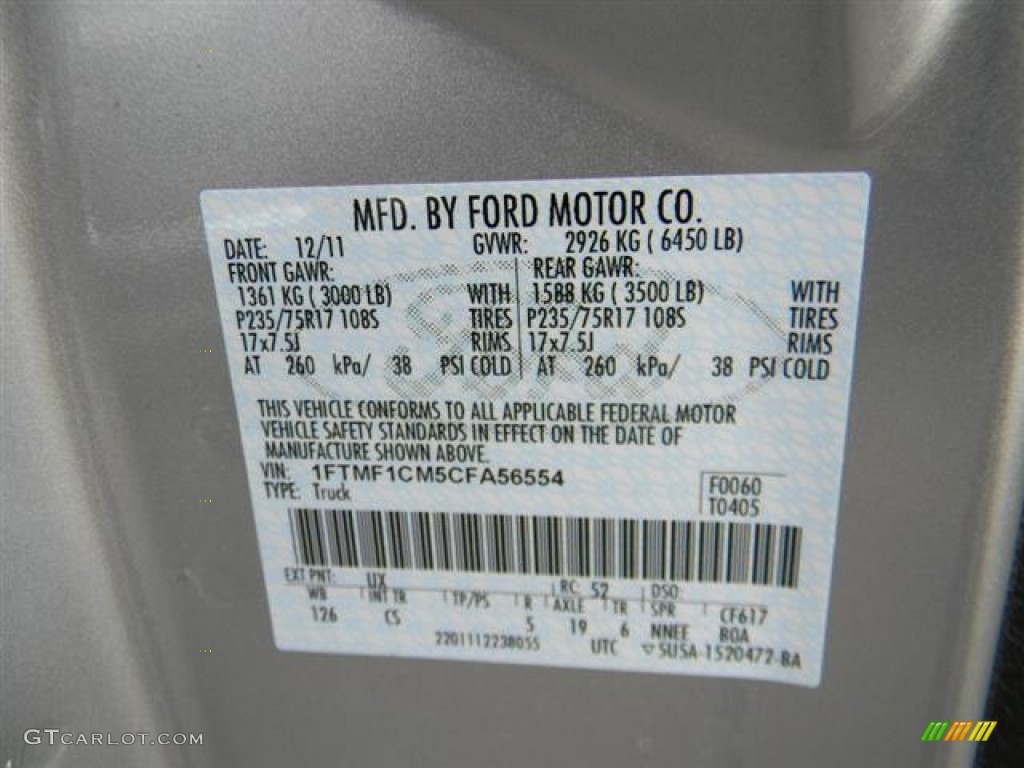 MFD. BY FORD MOTOR CO.
DATE: 12/11 GVWR: 2926 KG ( 6450 LB)
FRONT GAWR: REAR GAWR:
1361 KG ( 3000 LB) WITH 1588 KG ( 3500 LB) WITH
P235/75R17 108S TIRES P235/75R17 108S TIRES
17x7.5J RIMS 17x7.5J RIMS
AT 260 kPa/ 38 PSI COLD AT 260 kPa/ 38 PSI COLD
THIS VEHICLE CONFORMS TO ALL APPLICABLE FEDERAL MOTOR
VEHICLE SAFETY STANDARDS IN EFFECT ON THE DATE OF
MANUFACTURE SHOWN ABOVE.
VIN: 1FTMF1CM5CFA56554
TYPE: Truck
F0060
T0405
EXT PNT: UX RC: 52 DSO:
WB INT TR TP/PS R AXLE TR SPR CF617
126 CS 5 19 6 NNEE BOA
2201112238055 UTC ▽5USA-1520472-BA
Ford
GTCARLOT.COM